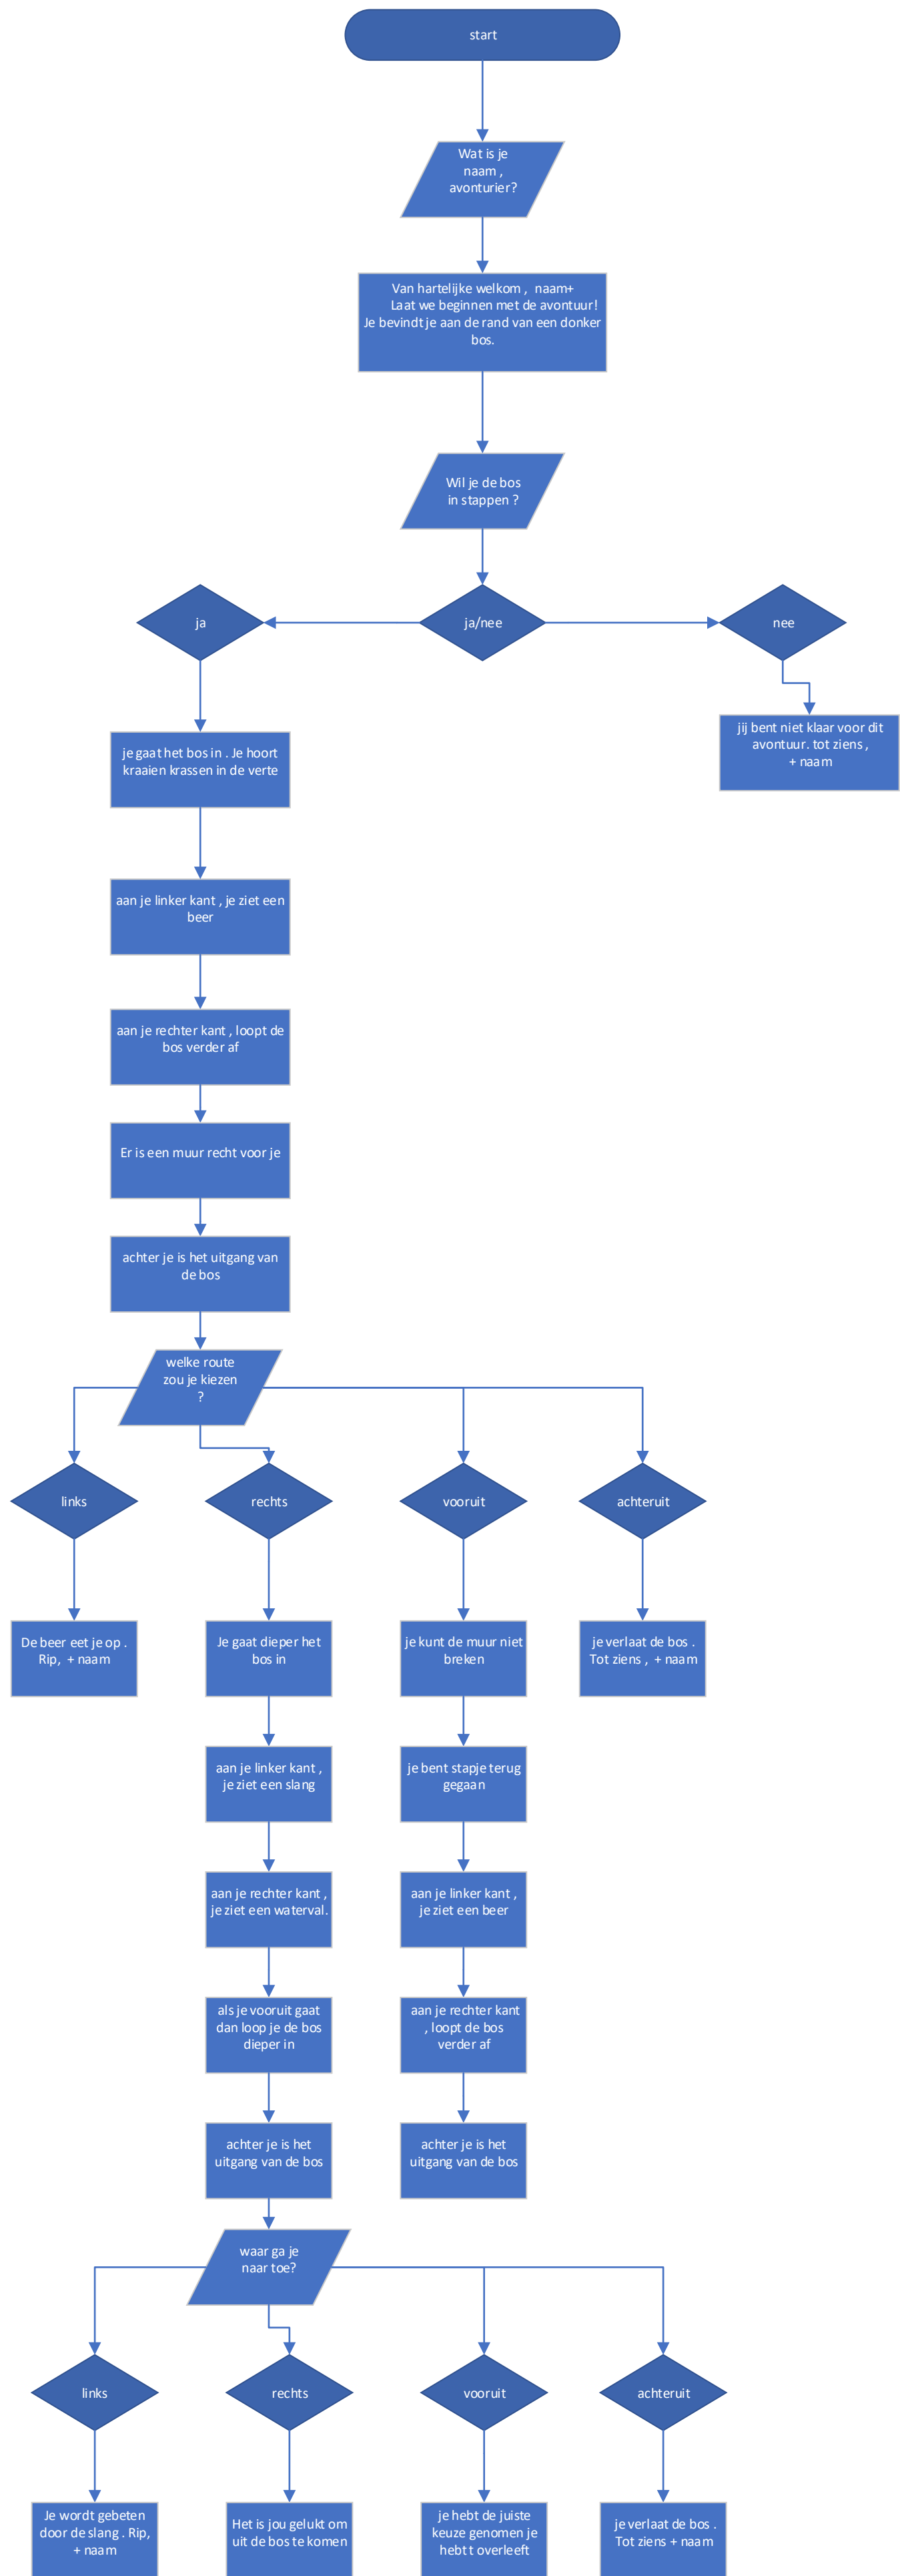 start
Wat is je
naam ,
avonturier?
Van hartelijke welkom , naam+
Laat we beginnen met de avontuur!
Je bevindt je aan de rand van een donker
bos.
Wil je de bos
in stappen ?
ja
ja/nee
nee
jij bent niet klaar voor dit
avontuur. tot ziens ,
+ naam
je gaat het bos in . Je hoort
kraaien krassen in de verte
aan je linker kant , je ziet een
beer
aan je rechter kant , loopt de
bos verder af
Er is een muur recht voor je
achter je is het uitgang van
de bos
welke route
zou je kiezen
?
links
rechts
vooruit
achteruit
De beer eet je op .
Rip, + naam
Je gaat dieper het
bos in
je kunt de muur niet
breken
je verlaat de bos .
Tot ziens , + naam
aan je linker kant ,
je ziet een slang
je bent stapje terug
gegaan
aan je rechter kant ,
je ziet een waterval.
aan je linker kant ,
je ziet een beer
als je vooruit gaat
dan loop je de bos
dieper in
aan je rechter kant
, loopt de bos
verder af
achter je is het
uitgang van de bos
achter je is het
uitgang van de bos
waar ga je
naar toe?
links
rechts
vooruit
achteruit
Je wordt gebeten
door de slang . Rip,
+ naam
Het is jou gelukt om
uit de bos te komen
je hebt de juiste
keuze genomen je
hebt t overleeft
je verlaat de bos .
Tot ziens + naam